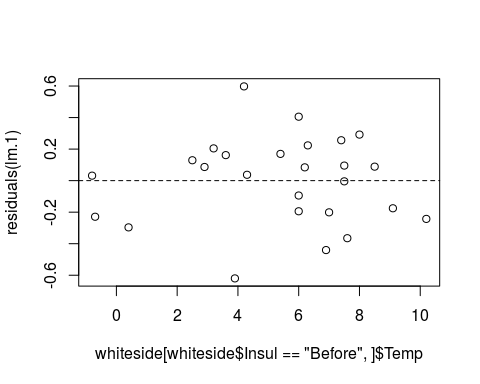 0.6
0.2
-0.2
-0.6
residuals(lm.1)
0 2 4 6 8 10
whiteside[whiteside$Insul == "Before", ]$Temp